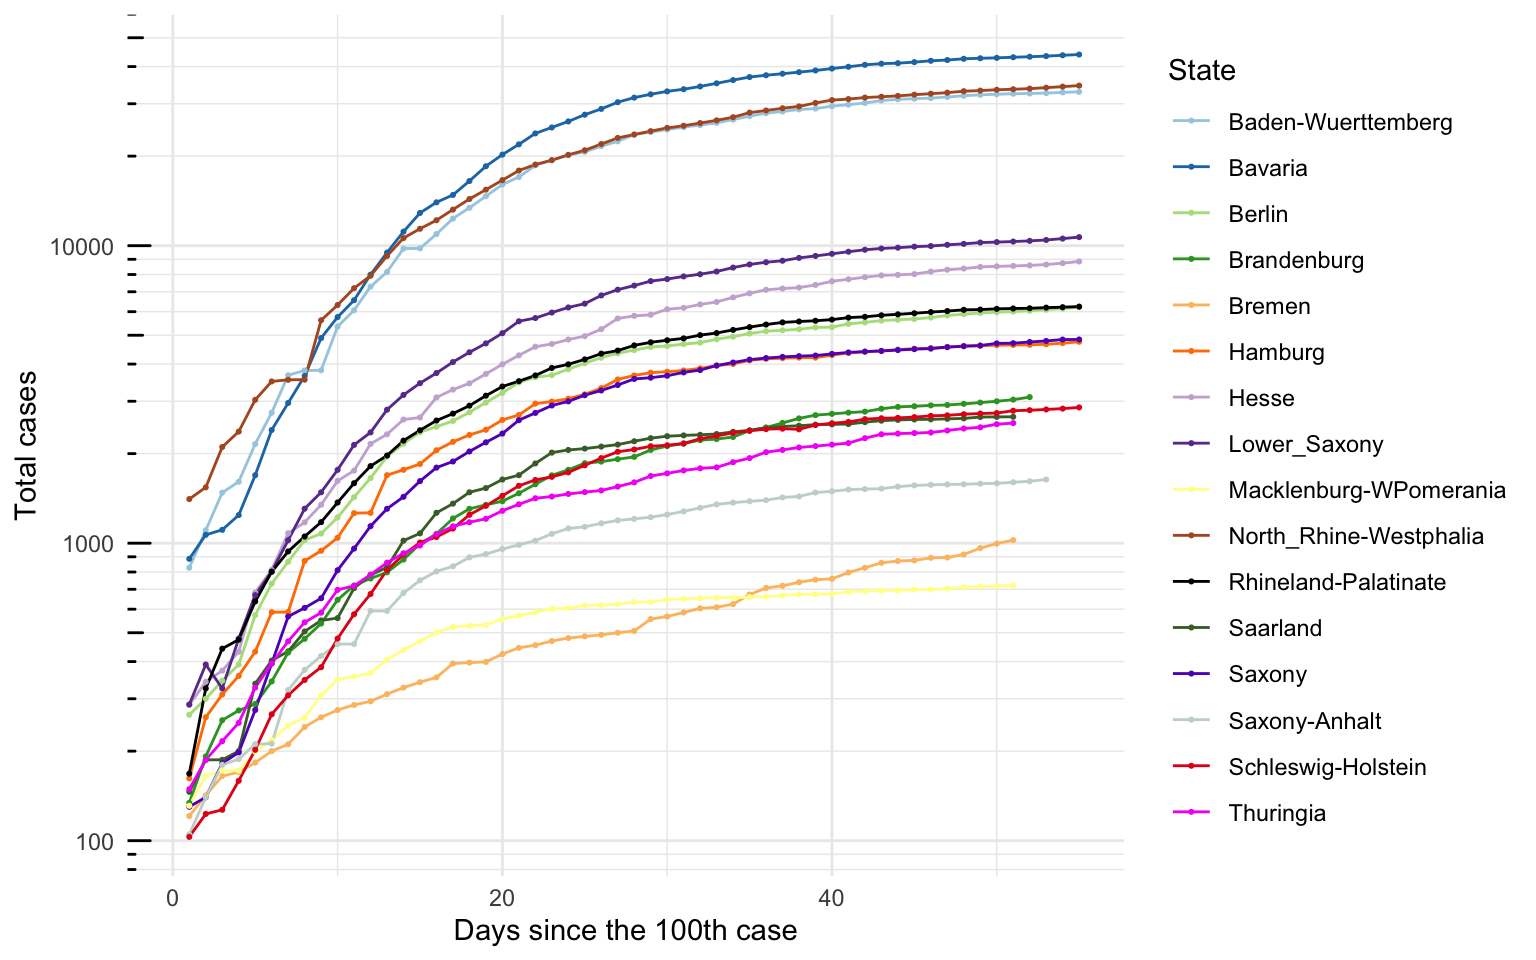 State
Baden-Wuerttemberg
Bavaria
Berlin
Brandenburg
Bremen
Hamburg
Hesse
Lower_Saxony
Macklenburg-WPomerania
North_Rhine-Westphalia
Rhineland-Palatinate
Saarland
Saxony
Saxony-Anhalt
Schleswig-Holstein
Thuringia
Total cases
10000
1000
100
0 20 40
Days since the 100th case